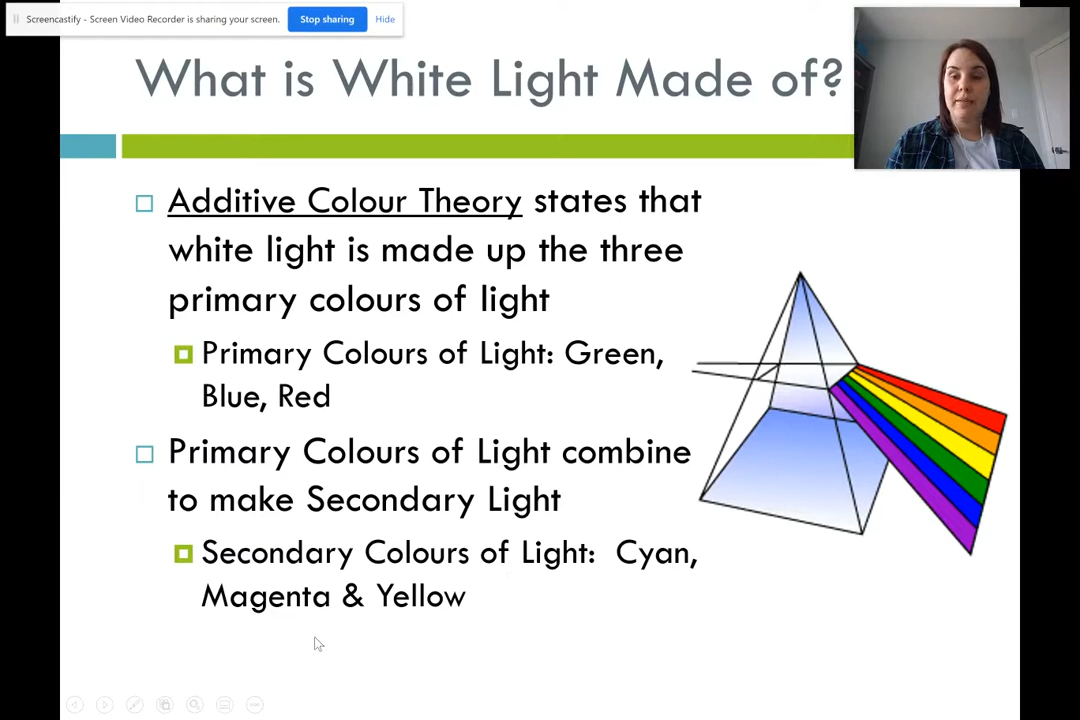 Screencastify - Screen Video Recorder is sharing your screen. Stop sharing Hide
What is White Light Made of?
Additive Colour Theory states that
white light is made up the three
primary colours of light
Primary Colours of Light: Green,
Blue, Red
Primary Colours of Light combine
to make Secondary Light
Secondary Colours of Light: Cyan,
Magenta & Yellow